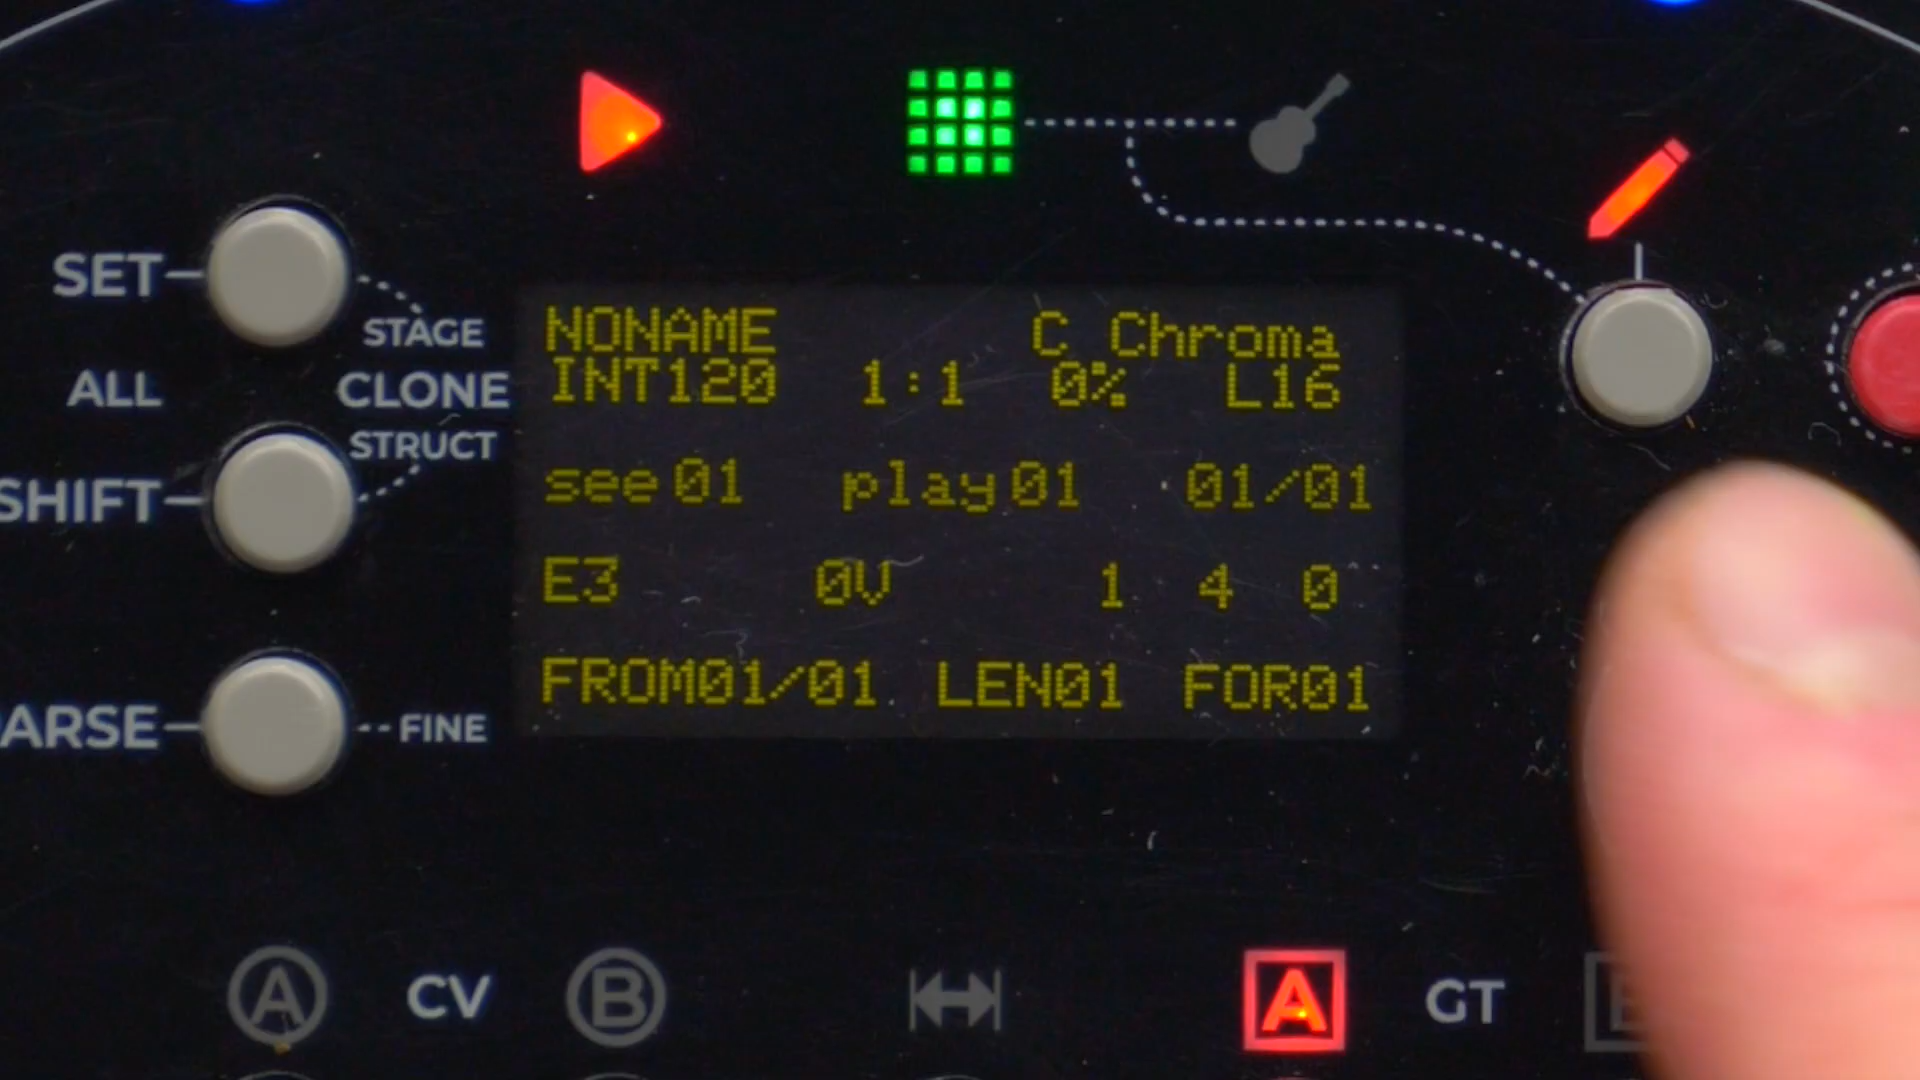 SET
STAGE
ALL
CLONE
STRUCT
SHIFT
ARSE
FINE
NONAME C Chroma
INT120 1:1 0% L16
see01 play01 01/01
E3 0V 1 4 0
FROM01/01 LEN01 FOR01
A CV B A GT